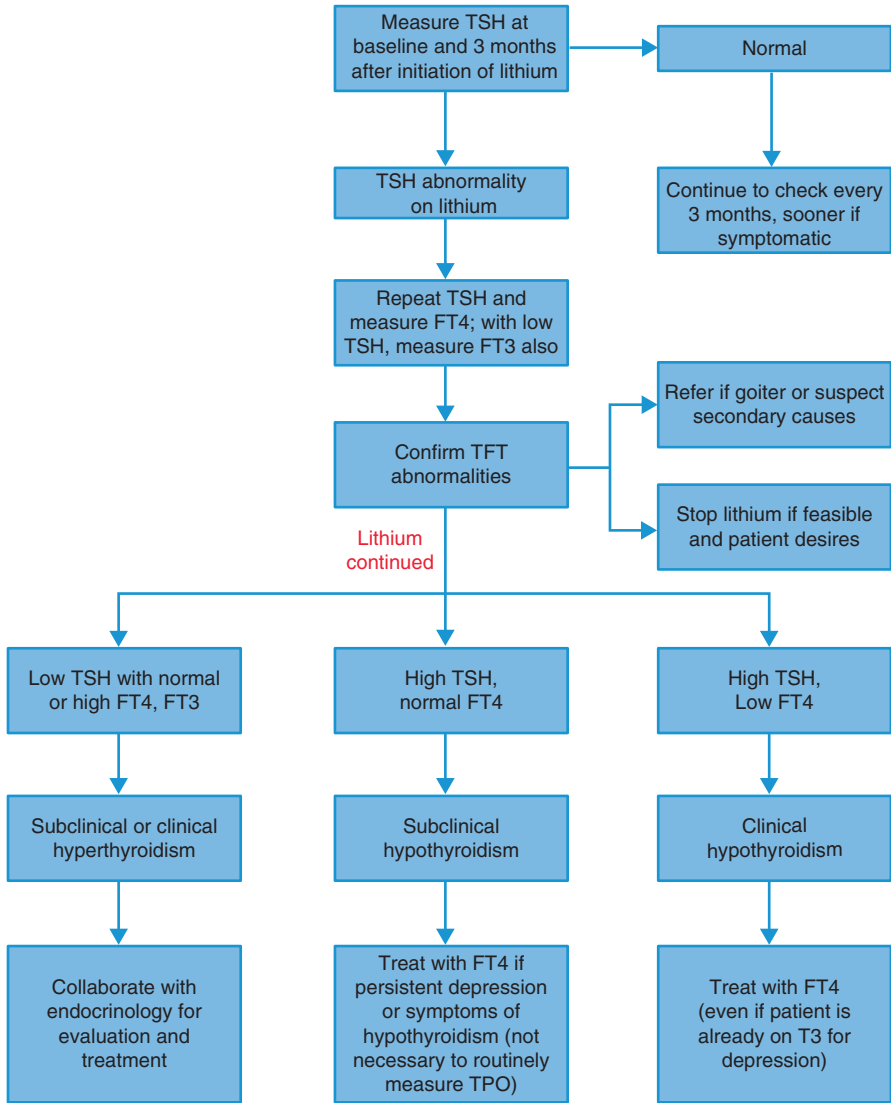 Measure TSH at
baseline and 3 months
after initiation of lithium
Normal
TSH abnormality
on lithium
Continue to check every
3 months, sooner if
symptomatic
Repeat TSH and
measure FT4; with low
TSH, measure FT3 also
Refer if goiter or suspect
secondary causes
Confirm TFT
abnormalities
Stop lithium if feasible
and patient desires
Lithium
continued
Low TSH with normal
or high FT4, FT3
High TSH,
normal FT4
High TSH,
Low FT4
Subclinical or clinical
hyperthyroidism
Subclinical
hypothyroidism
Clinical
hypothyroidism
Collaborate with
endocrinology for
evaluation and
treatment
Treat with FT4 if
persistent depression
or symptoms of
hypothyroidism (not
necessary to routinely
measure TPO)
Treat with FT4
(even if patient is
already on T3 for
depression)